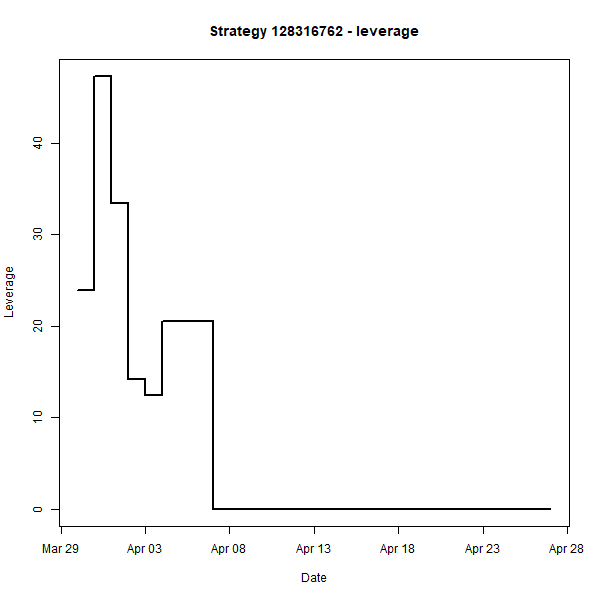 Strategy 128316762 - leverage
Leverage
40
30
20
10
0
Mar 29 Apr 03 Apr 08 Apr 13 Apr 18 Apr 23 Apr 28
Date